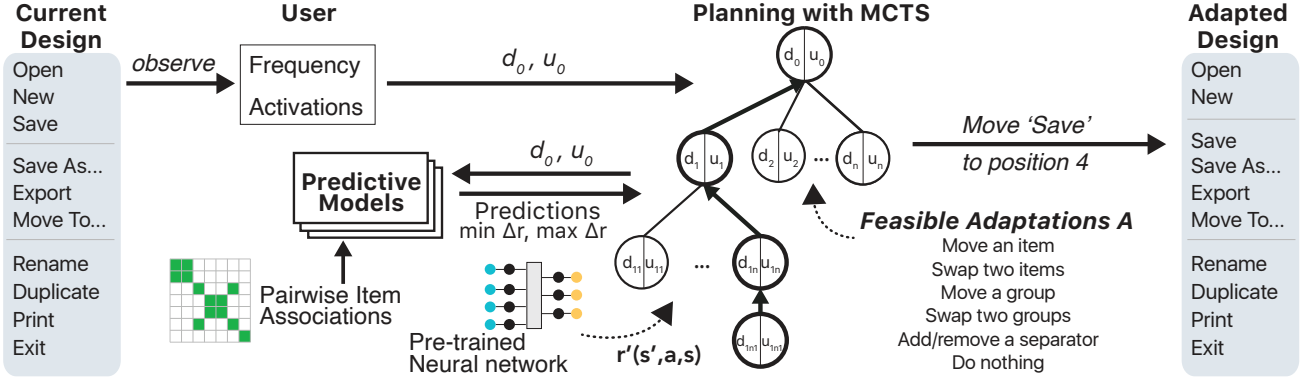 Current
Design
Open
New
Save
Save As...
Export
Move To...
Rename
Duplicate
Print
Exit
observe
User
Frequency
Activations
d0, u0
Predictive
Models
d0, u0
Predictions
min Δr, max Δr
Pairwise Item
Associations
Pre-trained
Neural network
r'(s',a,s)
Planning with MCTS
d0 u0
d1 u1
d2 u2
...
dn un
d11 u11
...
d1n u1n
d1n1 u1n1
Feasible Adaptations A
Move an item
Swap two items
Move a group
Swap two groups
Add/remove a separator
Do nothing
Move ‘Save’
to position 4
Adapted
Design
Open
New
Save
Save As...
Export
Move To...
Rename
Duplicate
Print
Exit